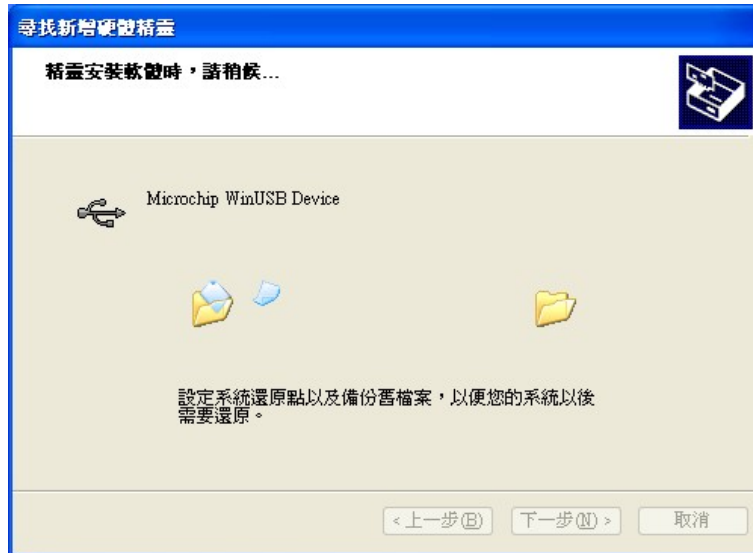 尋找新增硬體精靈
精靈安裝軟體時，請稍候...
Microchip WinUSB Device
設定系統還原點以及備份舊檔案，以便您的系統以後
需要還原。
<上一步(B)
下一步(N)>
取消